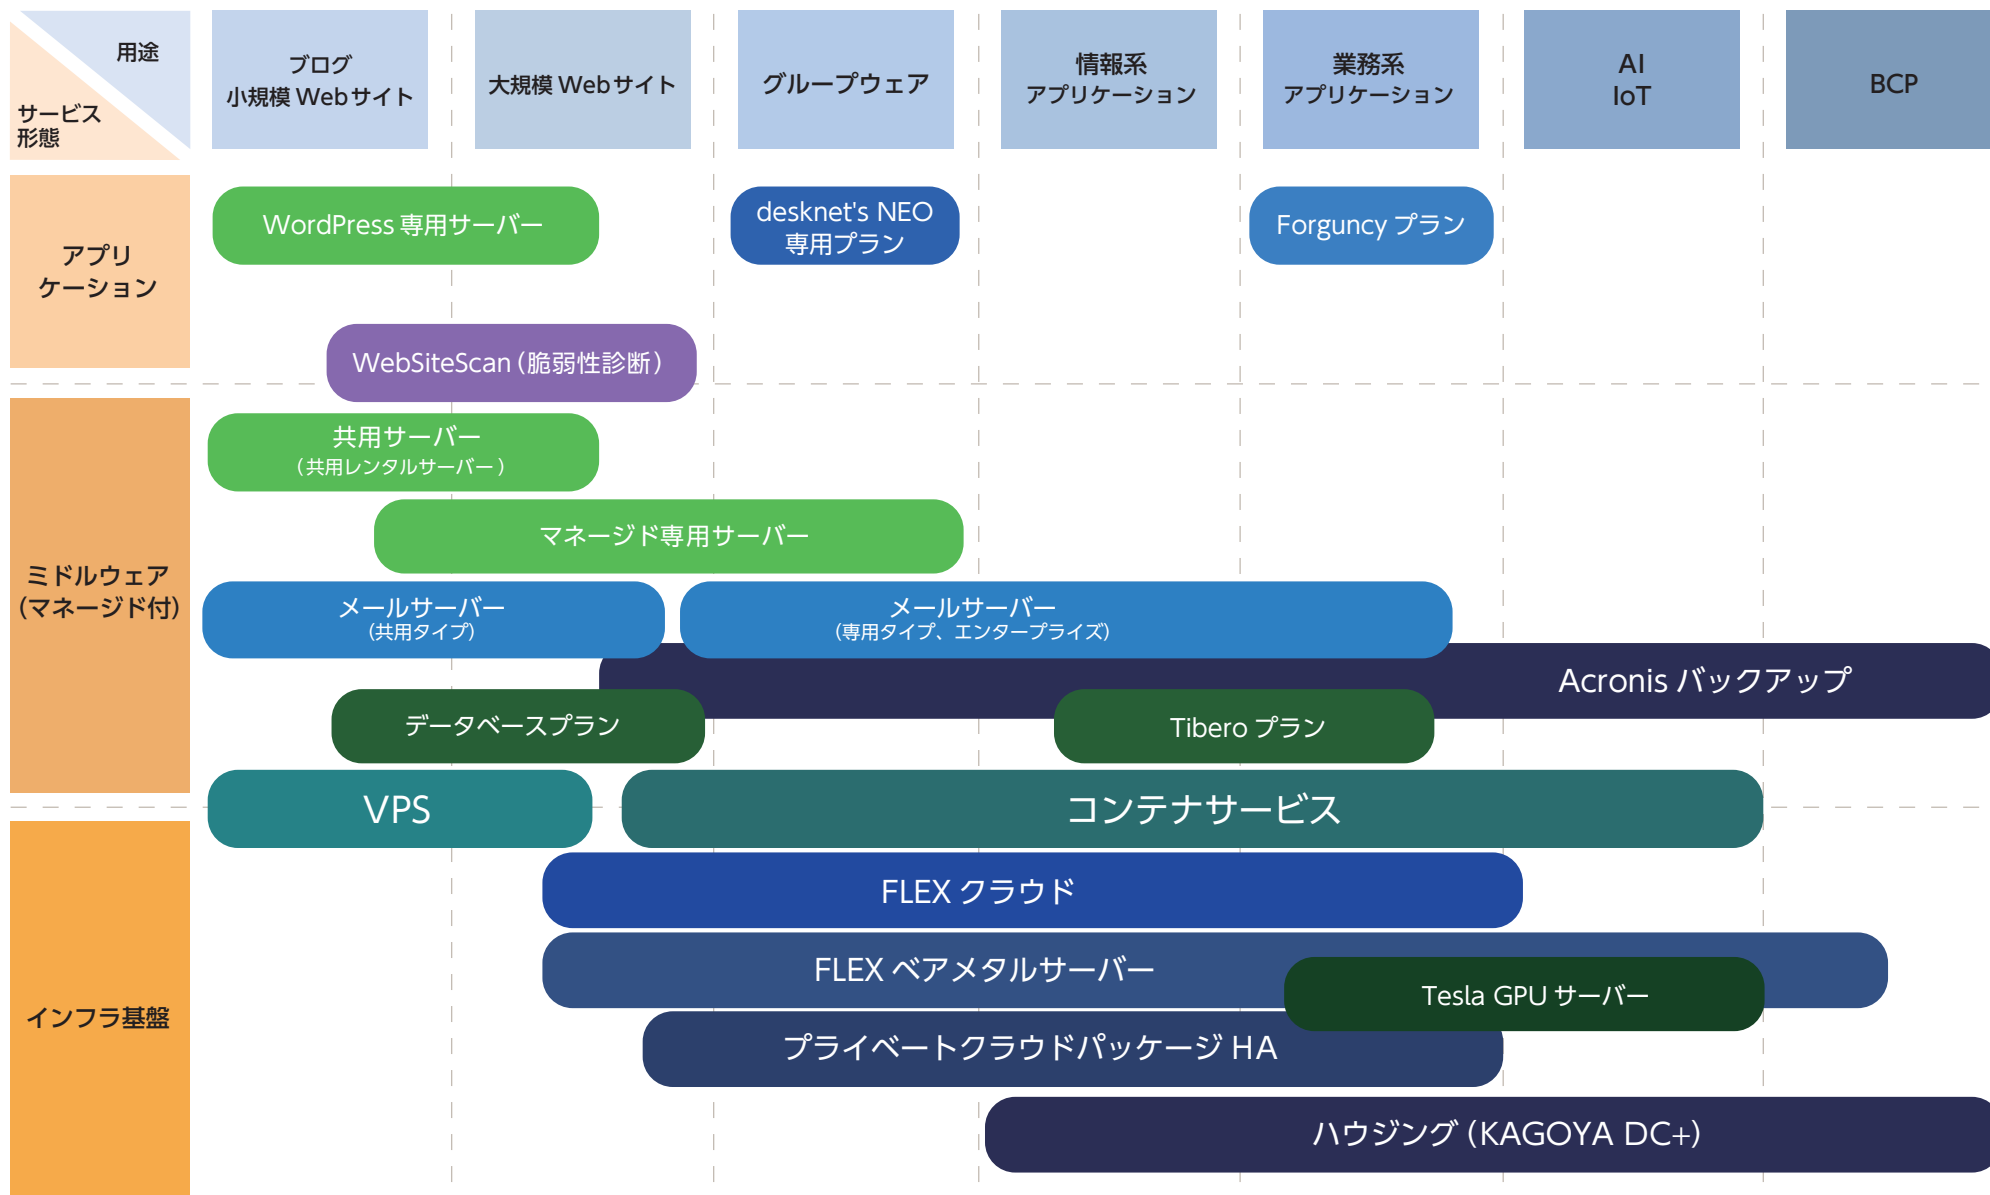 用途
サービス
形態
ブログ
小規模 Webサイト
大規模 Webサイト
グループウェア
情報系
アプリケーション
業務系
アプリケーション
AI
IoT
BCP
アプリ
ケーション
WordPress 専用サーバー
desknet's NEO
専用プラン
Forguncy プラン
WebSiteScan (脆弱性診断)
ミドルウェア
(マネージド付)
共用サーバー
(共用レンタルサーバー)
マネージド専用サーバー
メールサーバー
(共用タイプ)
メールサーバー
(専用タイプ、エンタープライズ)
Acronis バックアップ
データベースプラン
Tibero プラン
VPS
コンテナサービス
インフラ基盤
FLEX クラウド
FLEX ベアメタルサーバー
Tesla GPU サーバー
プライベートクラウドパッケージ HA
ハウジング (KAGOYA DC+)